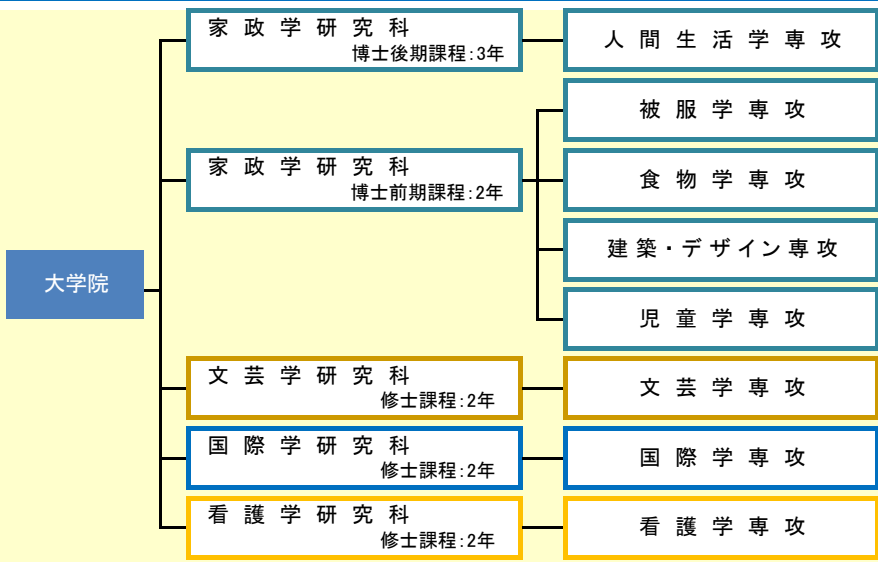 大学院
家政学研究科
博士後期課程:3年
人間生活学専攻
家政学研究科
博士前期課程:2年
被服学専攻
食物学専攻
建築・デザイン専攻
児童学専攻
文芸学研究科
修士課程:2年
文芸学専攻
国際学研究科
修士課程:2年
国際学専攻
看護学研究科
修士課程:2年
看護学専攻